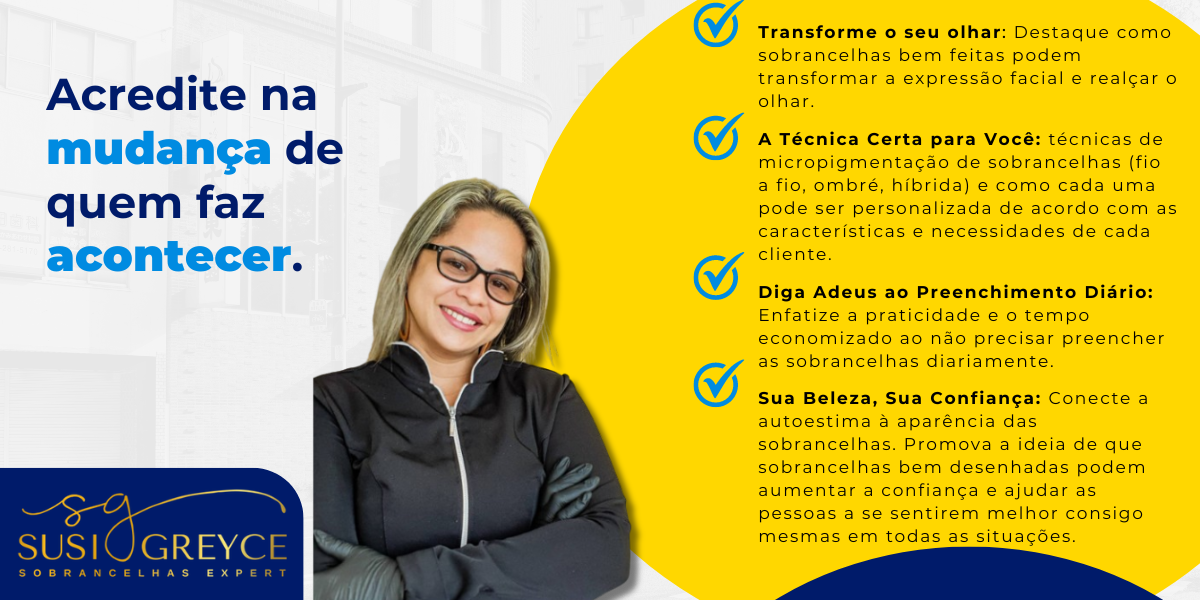 Acredite na
mudança de
quem faz
acontecer.
sg
SUSI GREYCE
SOBRANCELHAS EXPERT
Transforme o seu olhar: Destaque como
sobrancelhas bem feitas podem
transformar a expressão facial e realçar o
olhar.
A Técnica Certa para Você: técnicas de
micropigmentação de sobrancelhas (fio
a fio, ombré, híbrida) e como cada uma
pode ser personalizada de acordo com as
características e necessidades de cada
cliente.
Diga Adeus ao Preenchimento Diário:
Enfatize a praticidade e o tempo
economizado ao não precisar preencher
as sobrancelhas diariamente.
Sua Beleza, Sua Confiança: Conecte a
autoestima à aparência das
sobrancelhas. Promova a ideia de que
sobrancelhas bem desenhadas podem
aumentar a confiança e ajudar as
pessoas a se sentirem melhor consigo
mesmas em todas as situações.